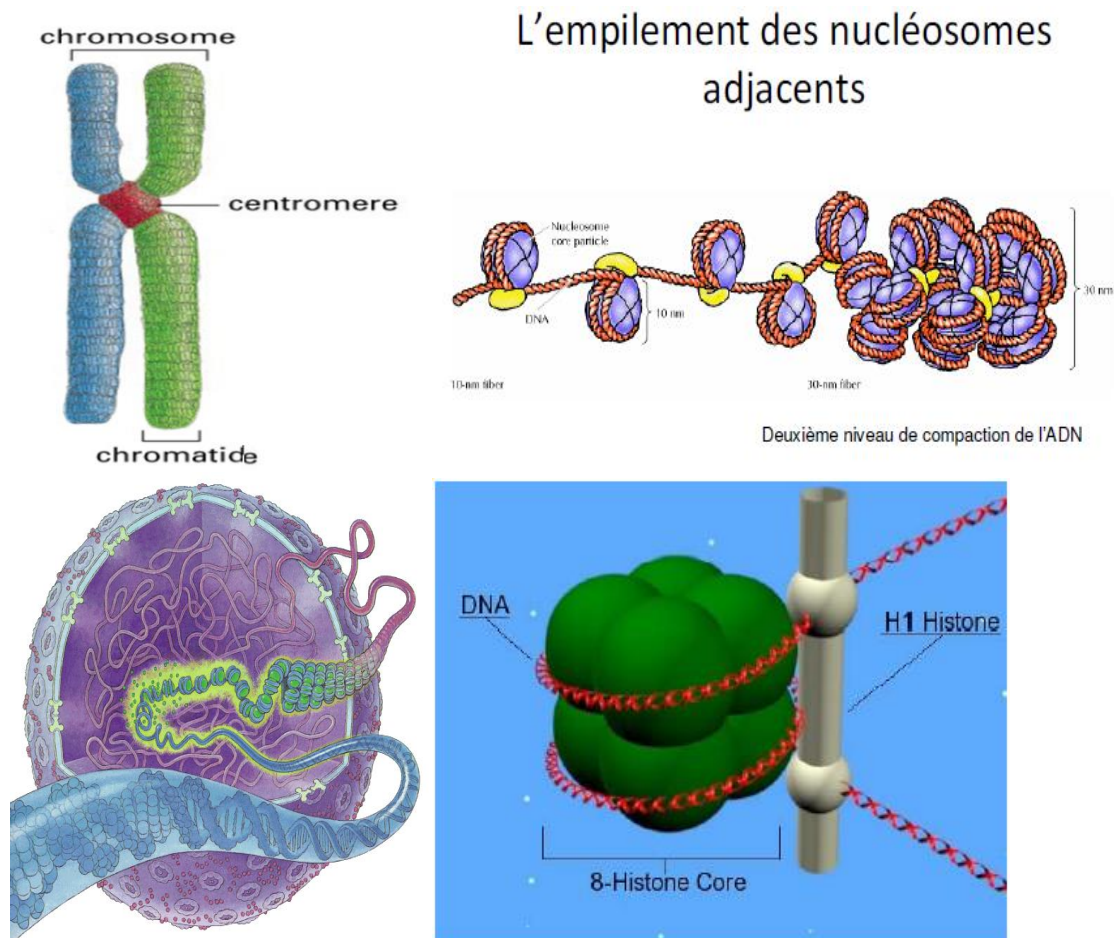 chromosome
centromere
chromatide
L'empilement des nucléosomes
adjacents
Nucleosome
core particle
DNA
10 nm
30 nm
10-nm fiber
30-nm fiber
Deuxième niveau de compaction de l'ADN
DNA
H1 Histone
8-Histone Core